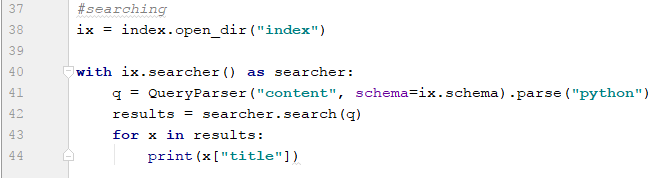 37 #searching
38 ix = index.open_dir("index")
39
40 with ix.searcher() as searcher:
41     q = QueryParser("content", schema=ix.schema).parse("python")
42     results = searcher.search(q)
43     for x in results:
44         print(x["title"])